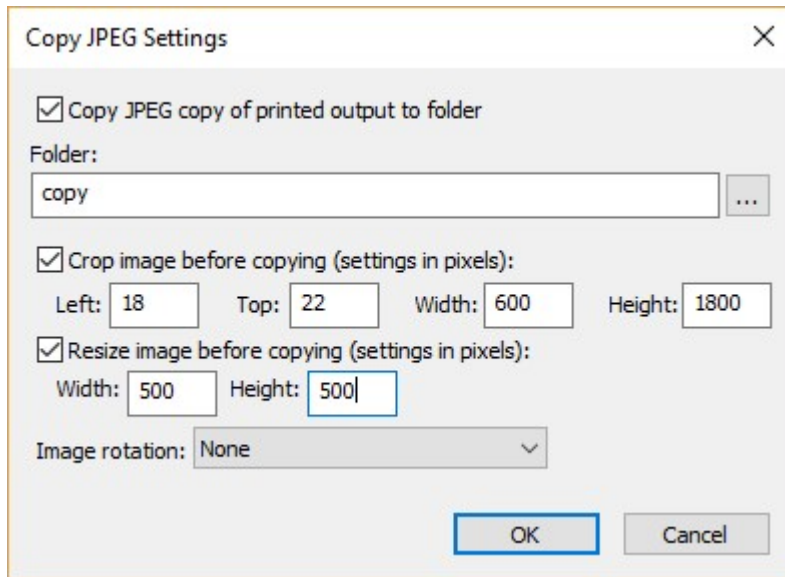 Copy JPEG Settings
Copy JPEG copy of printed output to folder
Folder:
copy
...
Crop image before copying (settings in pixels):
Left: 18 Top: 22 Width: 600 Height: 1800
Resize image before copying (settings in pixels):
Width: 500 Height: 500
Image rotation: None
OK Cancel